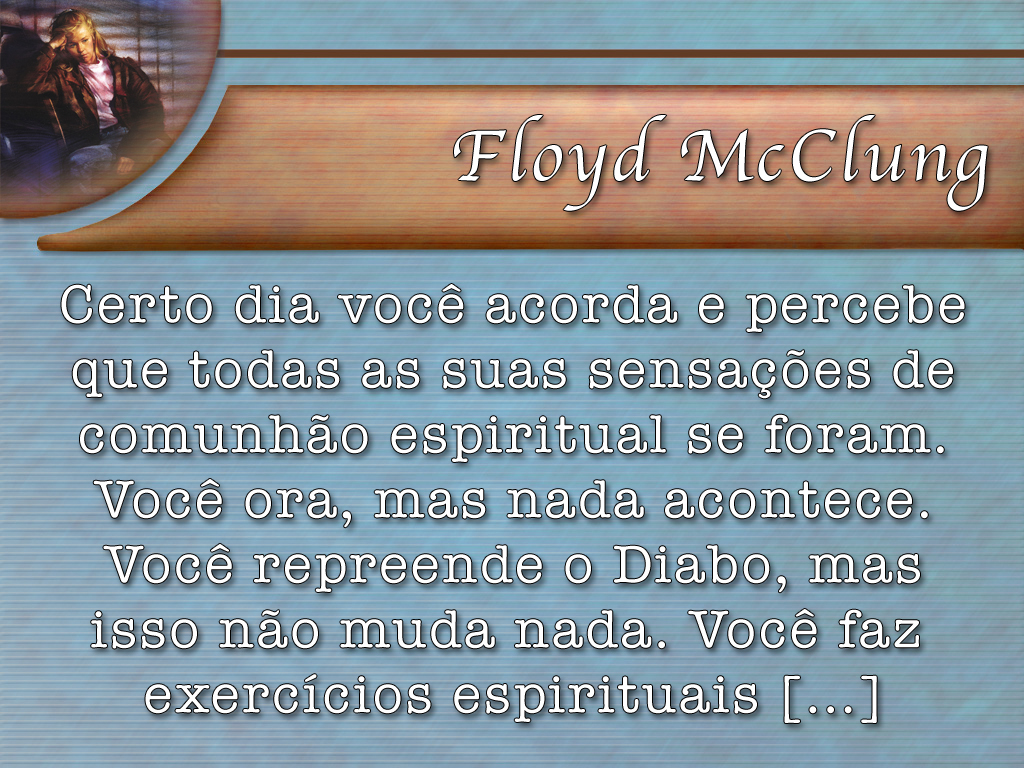 Floyd McClung
Certo dia você acorda e percebe
que todas as suas sensações de
comunhão espiritual se foram.
Você ora, mas nada acontece.
Você repreende o Diabo, mas
isso não muda nada. Você faz
exercícios espirituais [...]